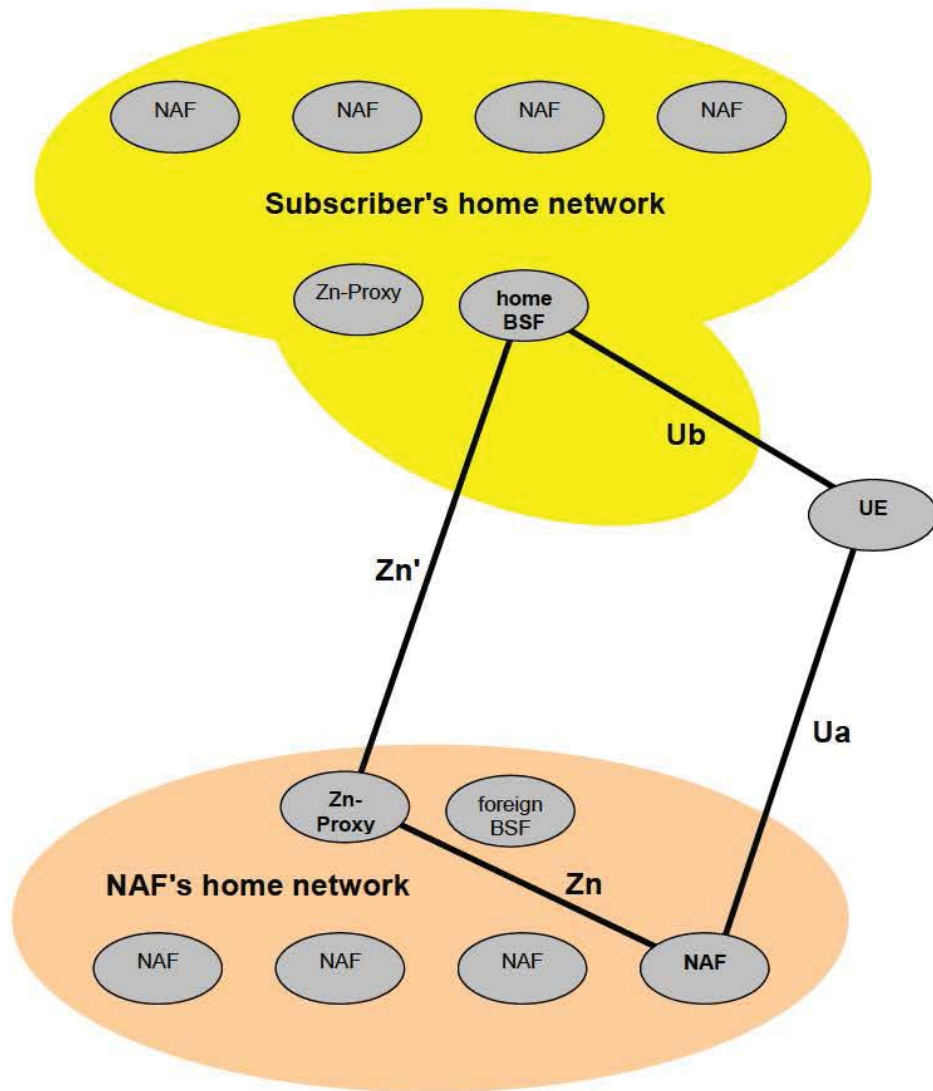 NAF
NAF
NAF
NAF
Subscriber's home network
Zn-Proxy
home
BSF
Ub
UE
Zn'
Ua
Zn-
Proxy
foreign
BSF
NAF's home network
Zn
NAF
NAF
NAF
NAF